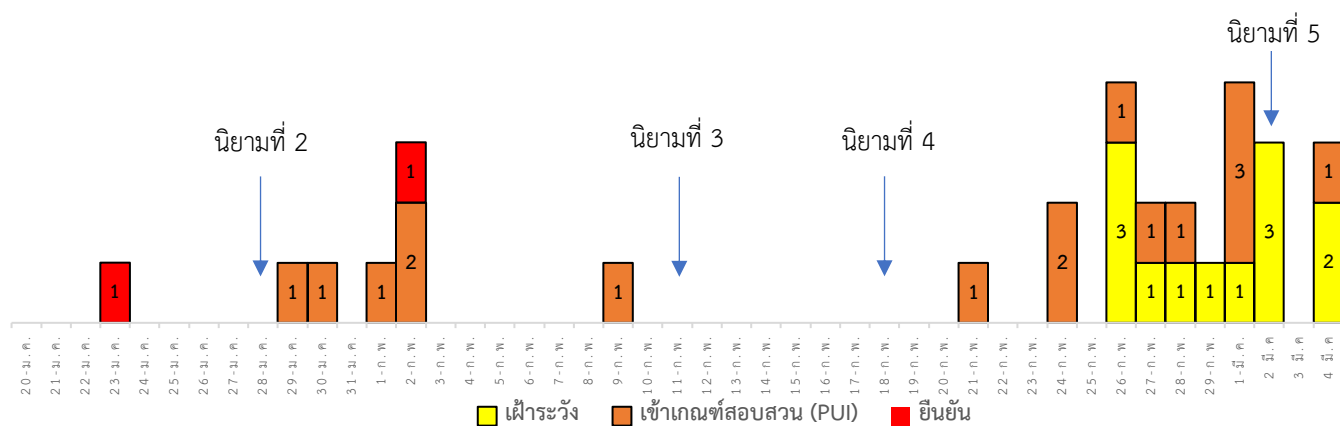 นิยามที่ 5
นิยามที่ 2
นิยามที่ 3
นิยามที่ 4
1 1 3 1
1 2 1 1
1 1 1 1 2 1 1 2 3 1 1 1 1 3 2
20-ม.ค. 21-ม.ค. 22-ม.ค. 23-ม.ค. 24-ม.ค. 25-ม.ค. 26-ม.ค. 27-ม.ค. 28-ม.ค. 29-ม.ค. 30-ม.ค. 31-ม.ค. 1-ก.พ. 2-ก.พ. 3-ก.พ. 4-ก.พ. 5-ก.พ. 6-ก.พ. 7-ก.พ. 8-ก.พ. 9-ก.พ. 10-ก.พ. 11-ก.พ. 12-ก.พ. 13-ก.พ. 14-ก.พ. 15-ก.พ. 16-ก.พ. 17-ก.พ. 18-ก.พ. 19-ก.พ. 20-ก.พ. 21-ก.พ. 22-ก.พ. 23-ก.พ. 24-ก.พ. 25-ก.พ. 26-ก.พ. 27-ก.พ. 28-ก.พ. 29-ก.พ. 1-มี.ค. 2 มี.ค 3 มี.ค 4 มี.ค
เฝ้าระวัง เข้าเกณฑ์สอบสวน (PUI) ยืนยัน